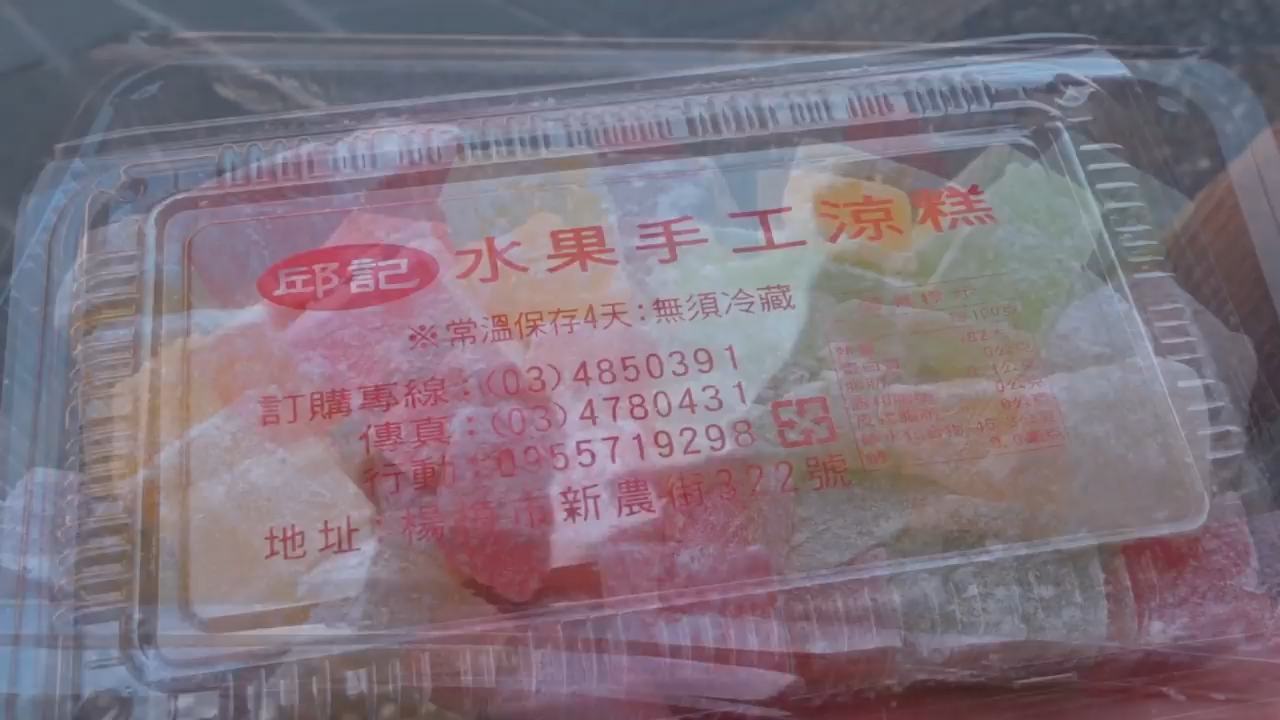 邱記 水果手工涼糕
※常溫保存4天:無須冷藏
訂購專線:(03)4850391
傳真:(03)4780431
行動:0955719298
地址:楊梅市新農街322號